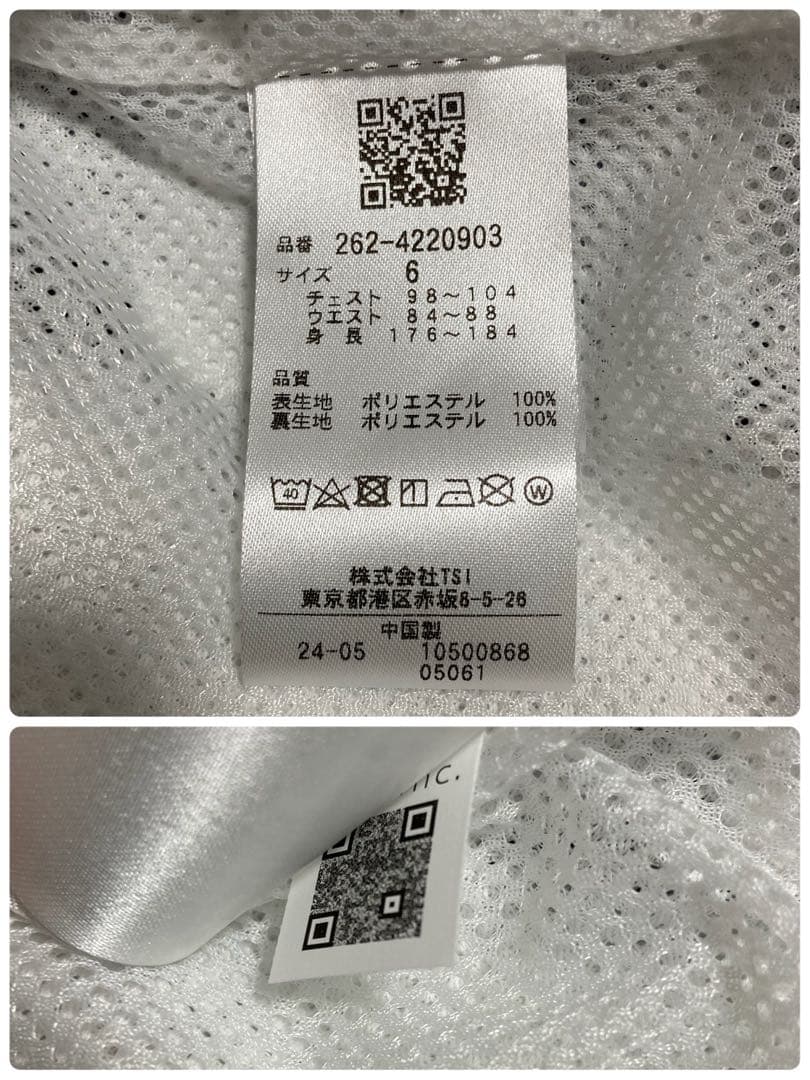 品番 262-4220903
サイズ 6
チェスト 98～104
ウエスト 84～88
身長 176～184
品質
表生地 ポリエステル 100%
裏生地 ポリエステル 100%
40 W
株式会社TSI
東京都港区赤坂8-5-26
中国製
24-05 10500868
05061
nc.